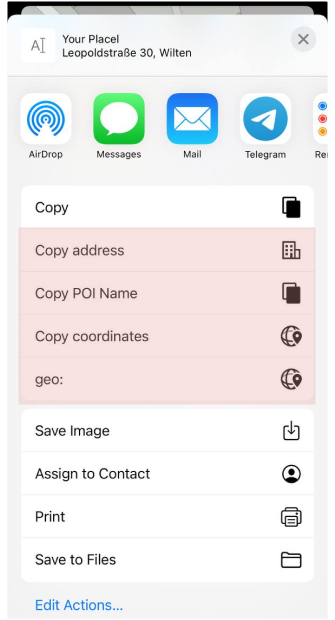 A
Your Placel
Leopoldstraße 30, Wilten
AirDrop
Messages
Mail
Telegram
Copy
Copy address
Copy POI Name
Copy coordinates
geo:
Save Image
Assign to Contact
Print
Save to Files
Edit Actions...